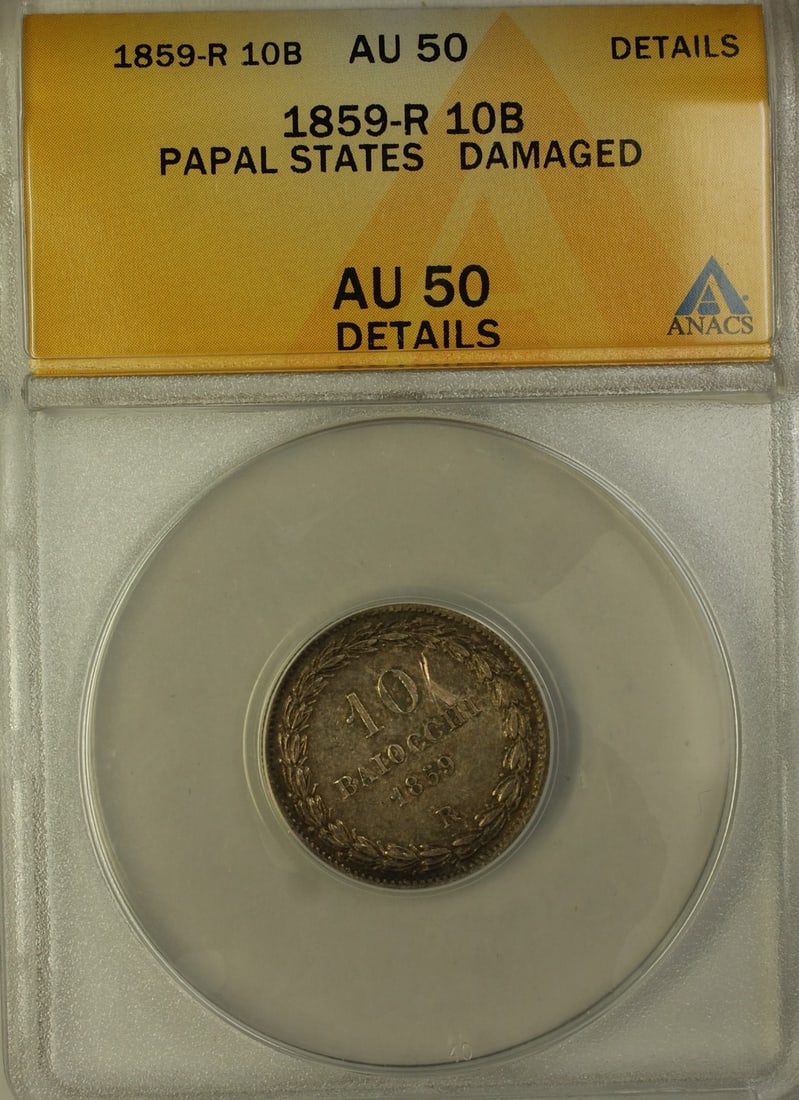 1859-R 10B AU 50 DETAILS
1859-R 10B
PAPAL STATES DAMAGED
AU 50
DETAILS
ANACS
10
BAIOCCHI
1859
R